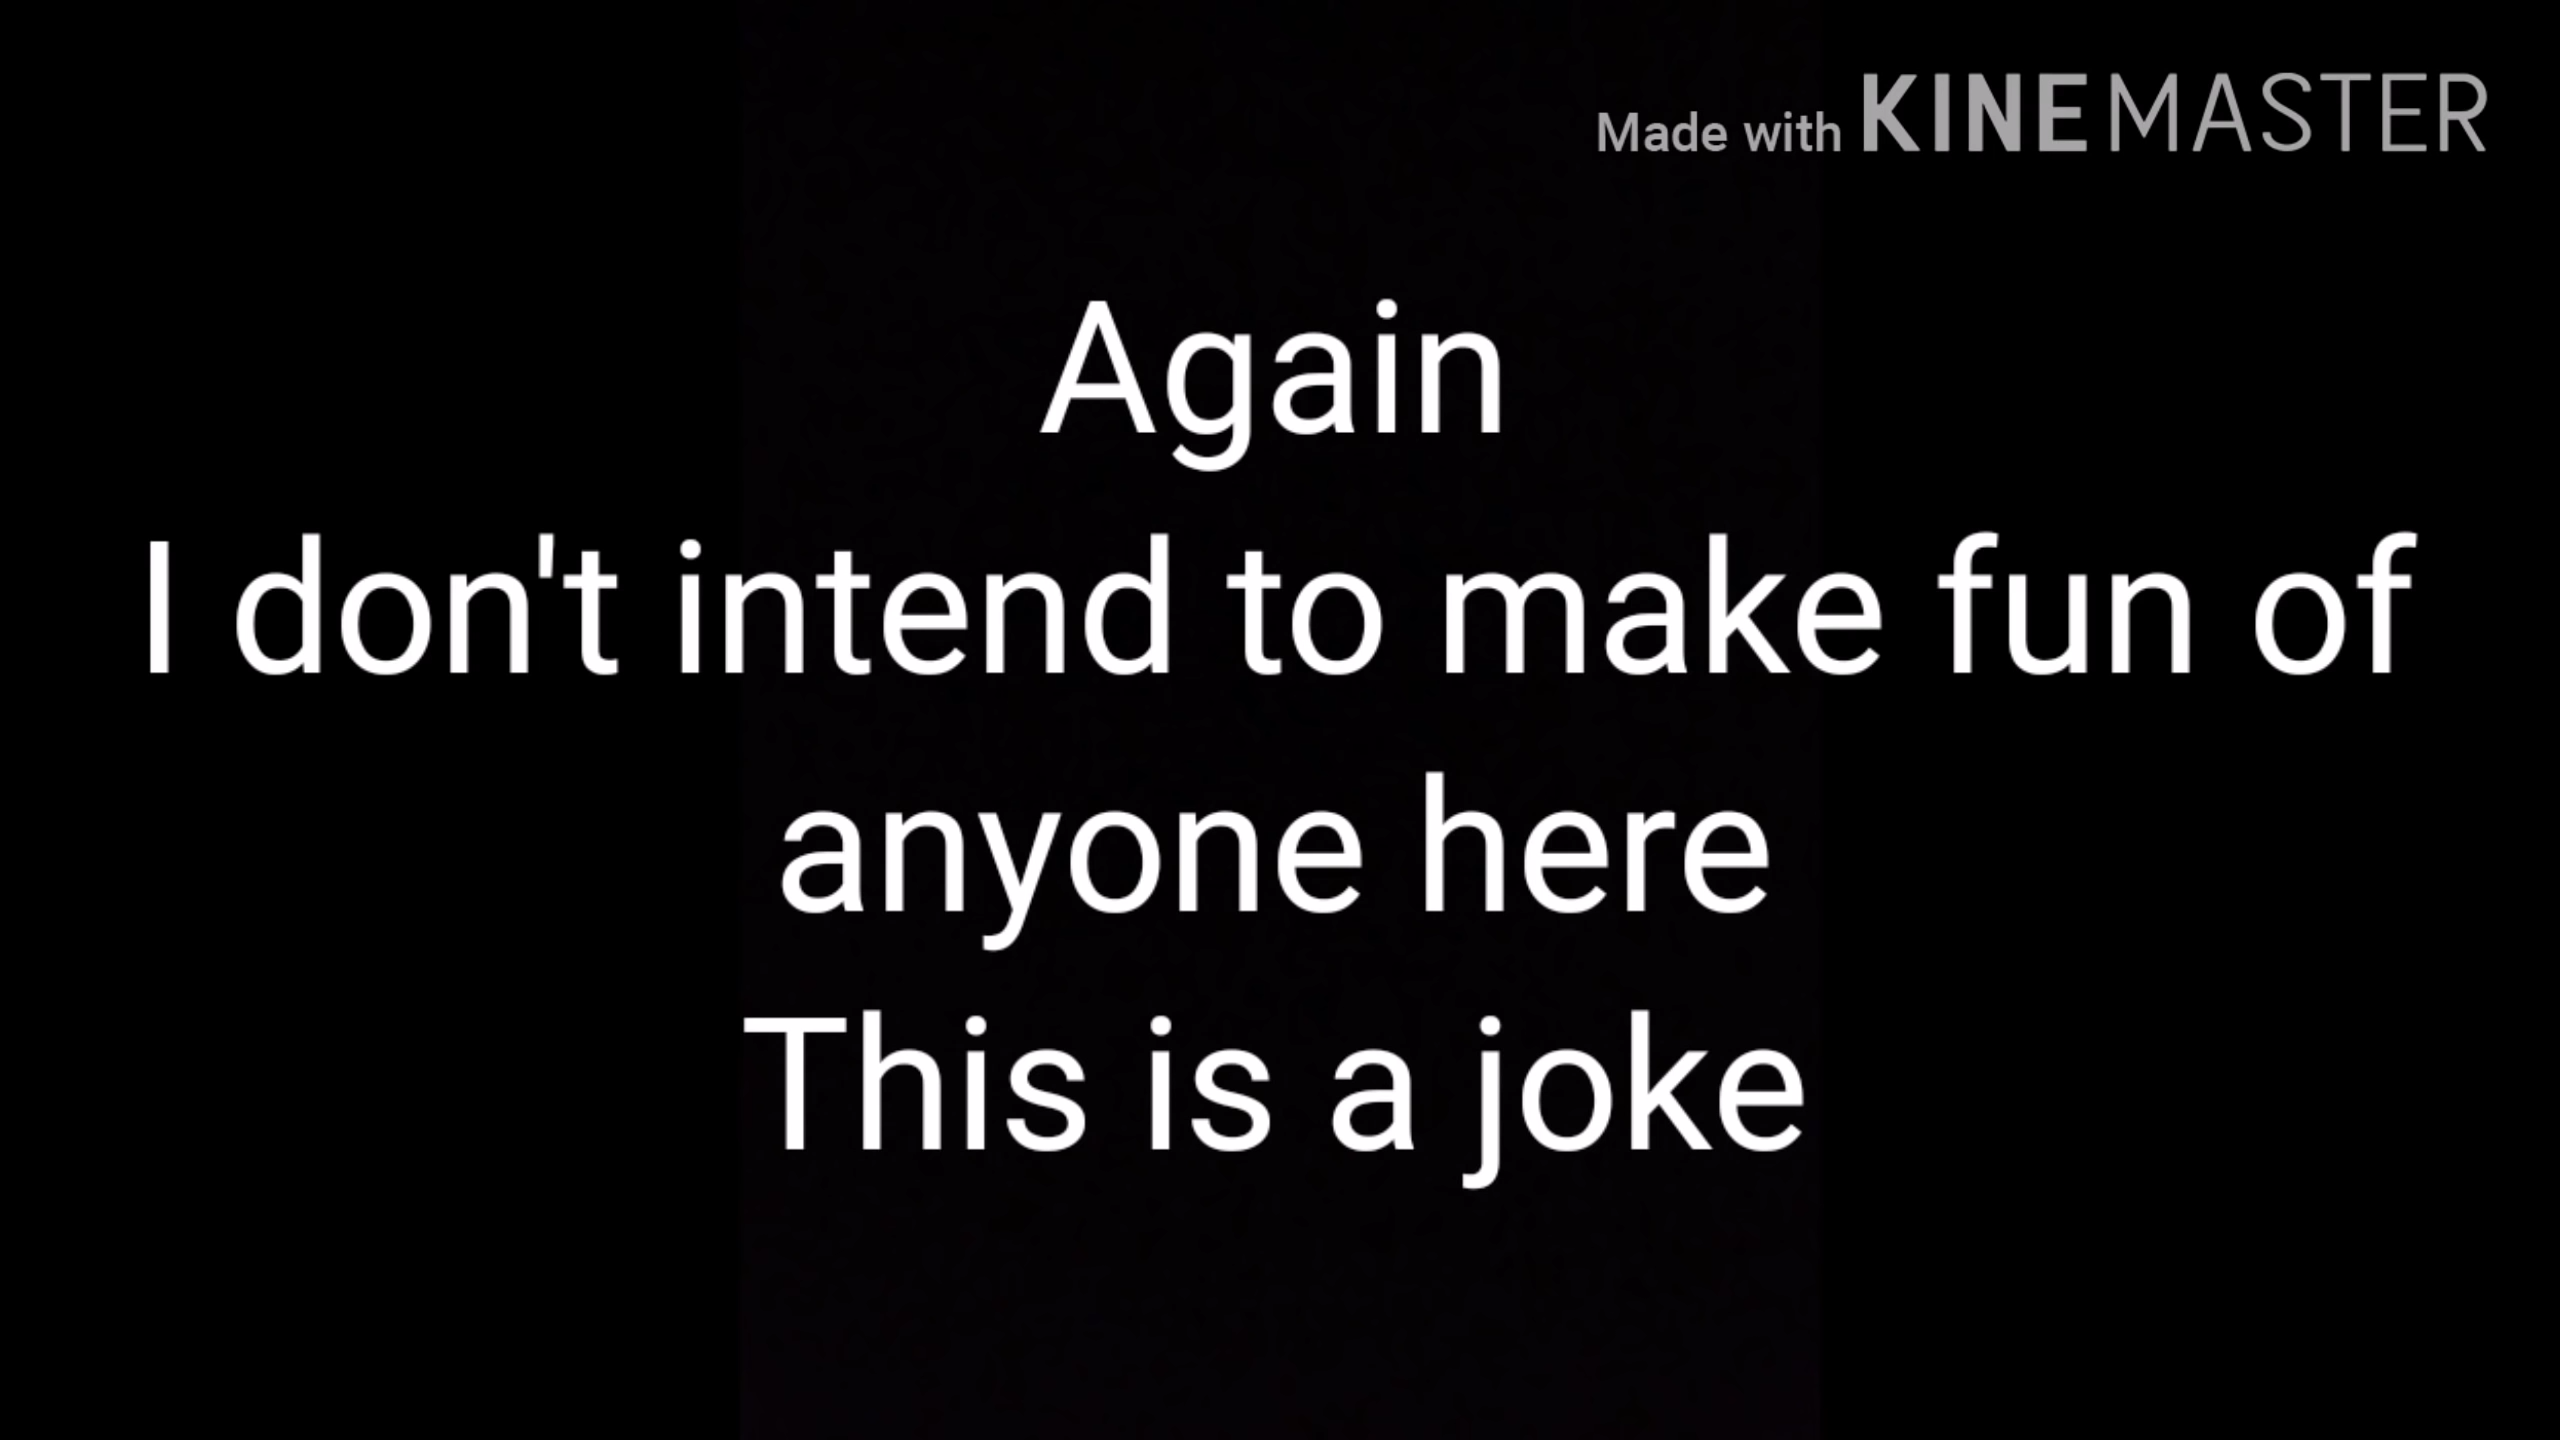 Made with KINEMASTER
Again
I don't intend to make fun of
anyone here
This is a joke